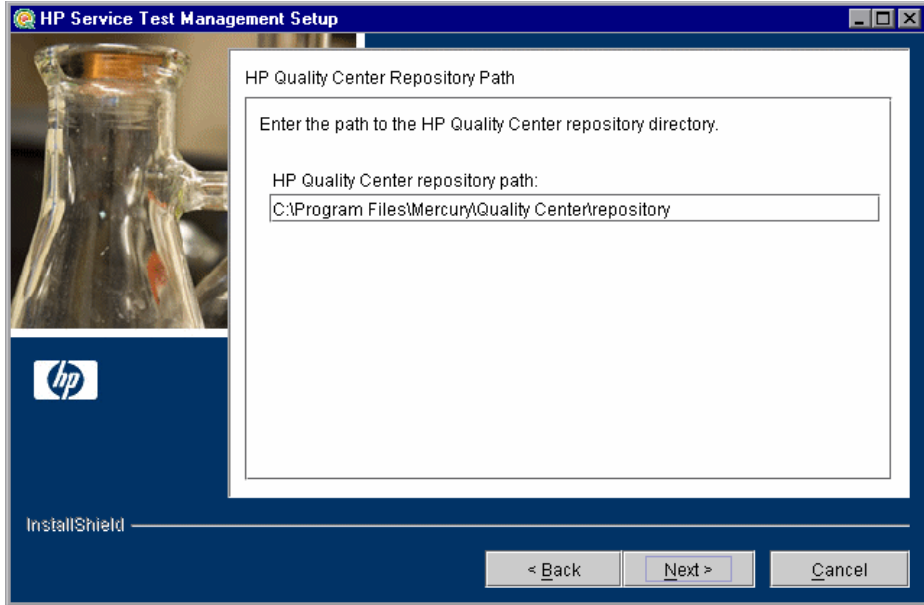 HP Service Test Management Setup
HP Quality Center Repository Path
Enter the path to the HP Quality Center repository directory.
HP Quality Center repository path:
C:\Program Files\Mercury\Quality Center\repository
hp
InstallShield
< Back
Next >
Cancel